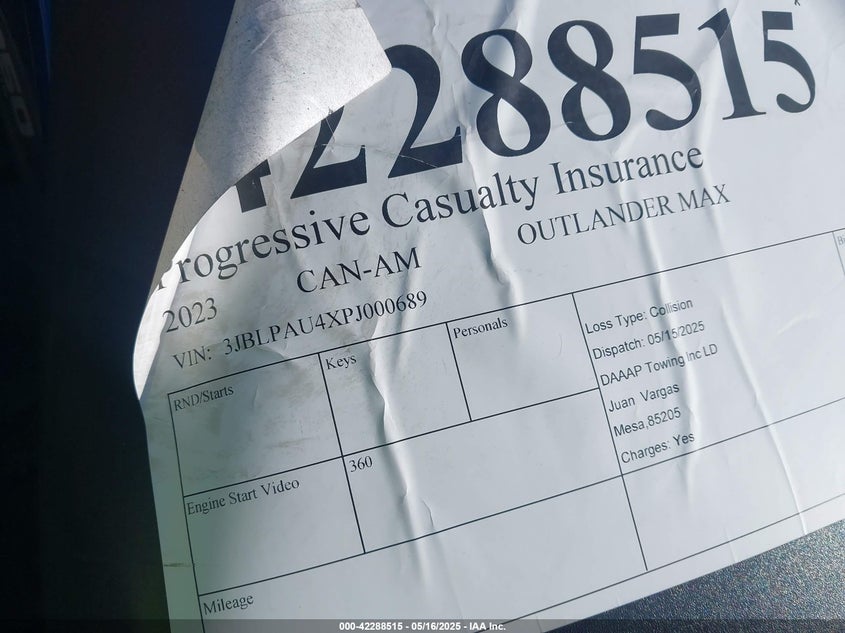 42288515
Progressive Casualty Insurance
2023 CAN-AM OUTLANDER MAX
VIN: 3JBLPAU4XPJ000689
RND/Starts
Keys
Personals
Loss Type: Collision
Dispatch: 05/15/2025
DAAAP Towing Inc LD
Juan Vargas
Mesa,85205
Charges: Yes
Engine Start Video
360
Mileage
000-42288515 - 05/16/2025 - IAA Inc.